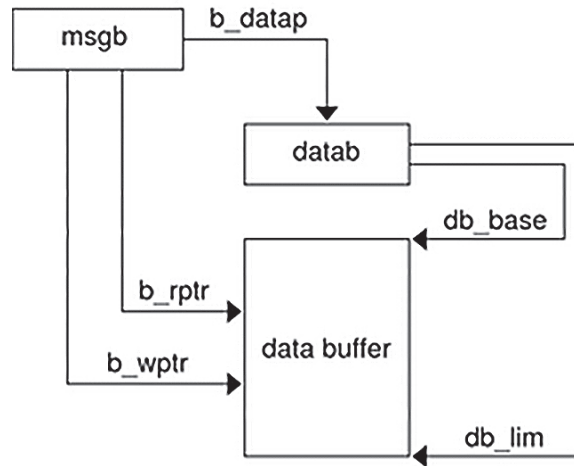 b_datap
msgb
datab
db_base
b_rptr
data buffer
b_wptr
db_lim